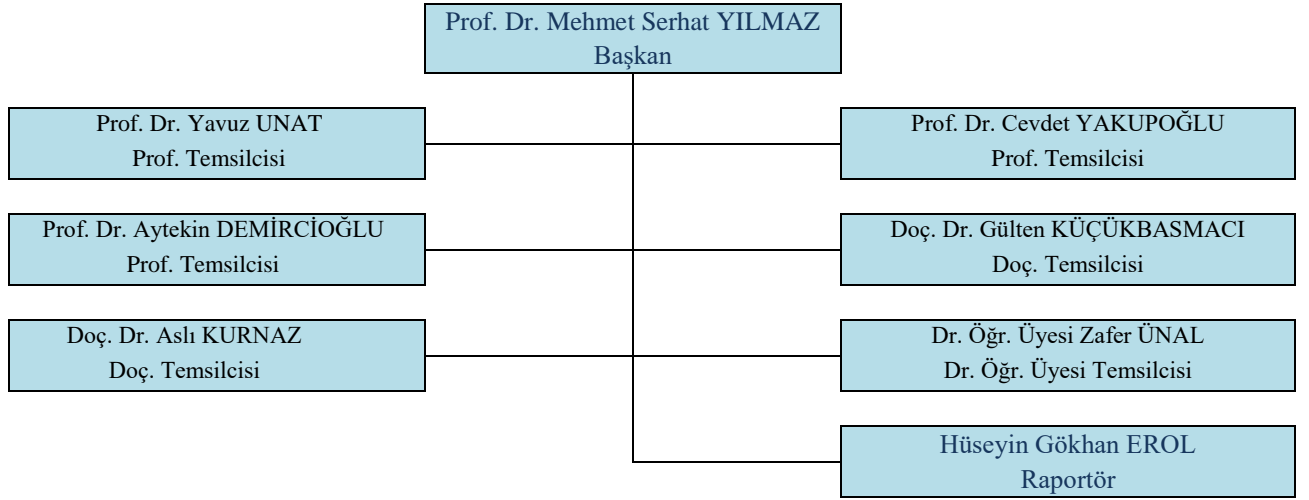 Prof. Dr. Mehmet Serhat YILMAZ
Başkan
Prof. Dr. Yavuz UNAT
Prof. Temsilcisi
Prof. Dr. Cevdet YAKUPOĞLU
Prof. Temsilcisi
Prof. Dr. Aytekin DEMİRCİOĞLU
Prof. Temsilcisi
Doç. Dr. Gülten KÜÇÜKBASMACI
Doç. Temsilcisi
Doç. Dr. Aslı KURNAZ
Doç. Temsilcisi
Dr. Öğr. Üyesi Zafer ÜNAL
Dr. Öğr. Üyesi Temsilcisi
Hüseyin Gökhan EROL
Raportör